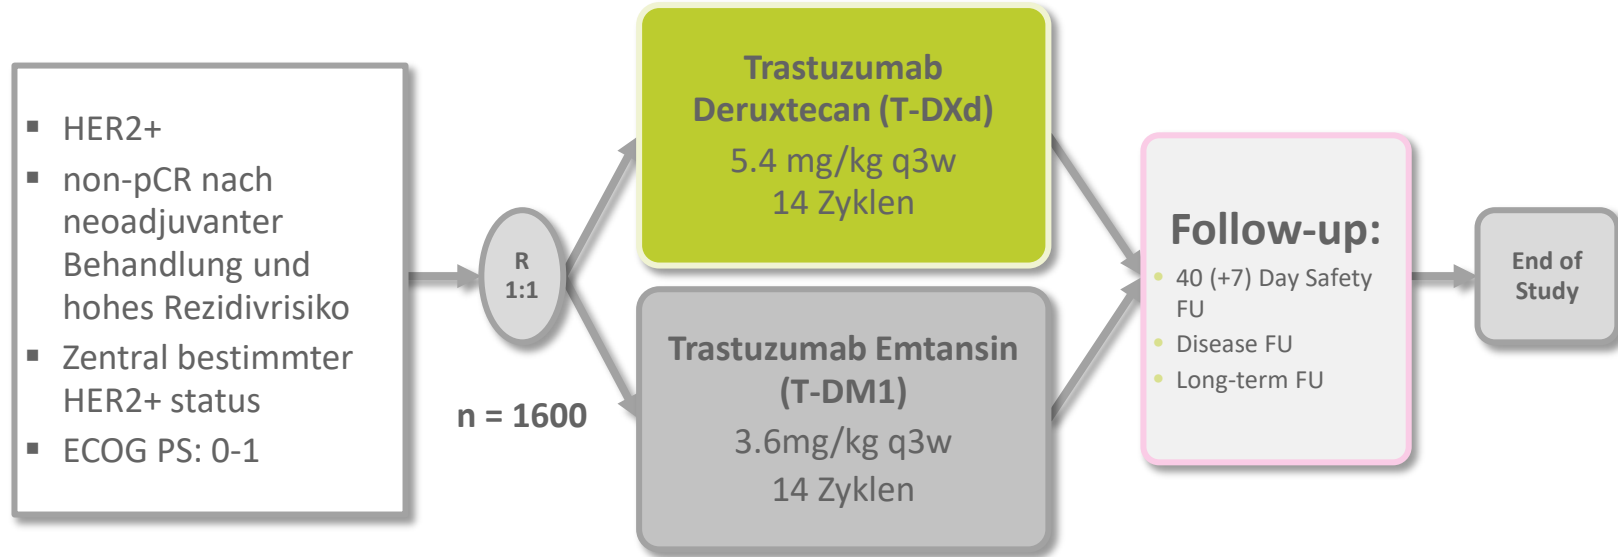 ▪ HER2+
▪ non-pCR nach
neoadjuvanter
Behandlung und
hohes Rezidivrisiko
▪ Zentral bestimmter
HER2+ status
▪ ECOG PS: 0-1
R
1:1
n = 1600
Trastuzumab
Deruxtecan (T-DXd)
5.4 mg/kg q3w
14 Zyklen
Trastuzumab Emtansin
(T-DM1)
3.6mg/kg q3w
14 Zyklen
Follow-up:
• 40 (+7) Day Safety
FU
• Disease FU
• Long-term FU
End of
Study